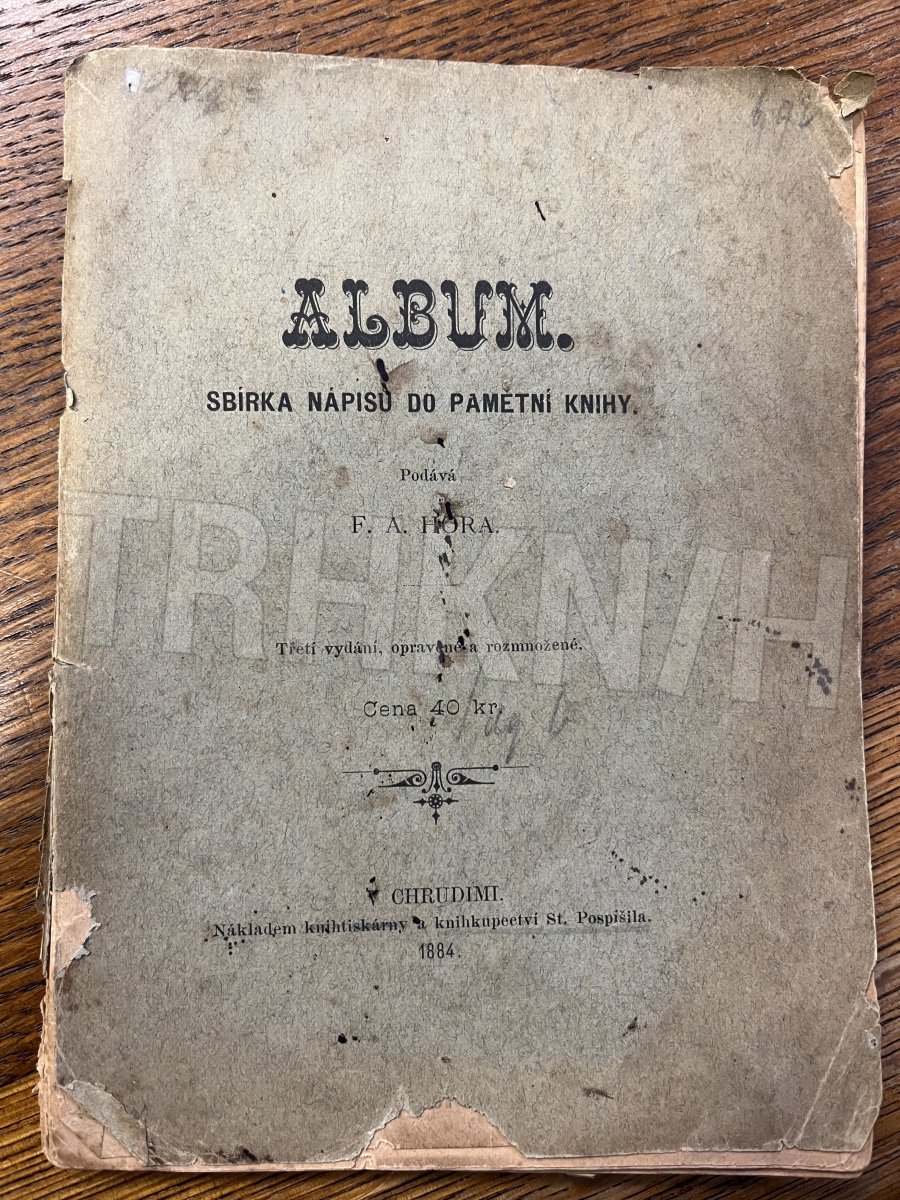 ALBUM.
SBÍRKA NÁPISŮ DO PAMĚTNÍ KNIHY.
Podává
F. A. HORA.
TRHKNIH
Třetí vydání, opravené a rozmnožené.
Cena 40 kr.
V CHRUDIMI.
Nákladem knihtiskárny a knihkupectví St. Pospíšila.
1884.